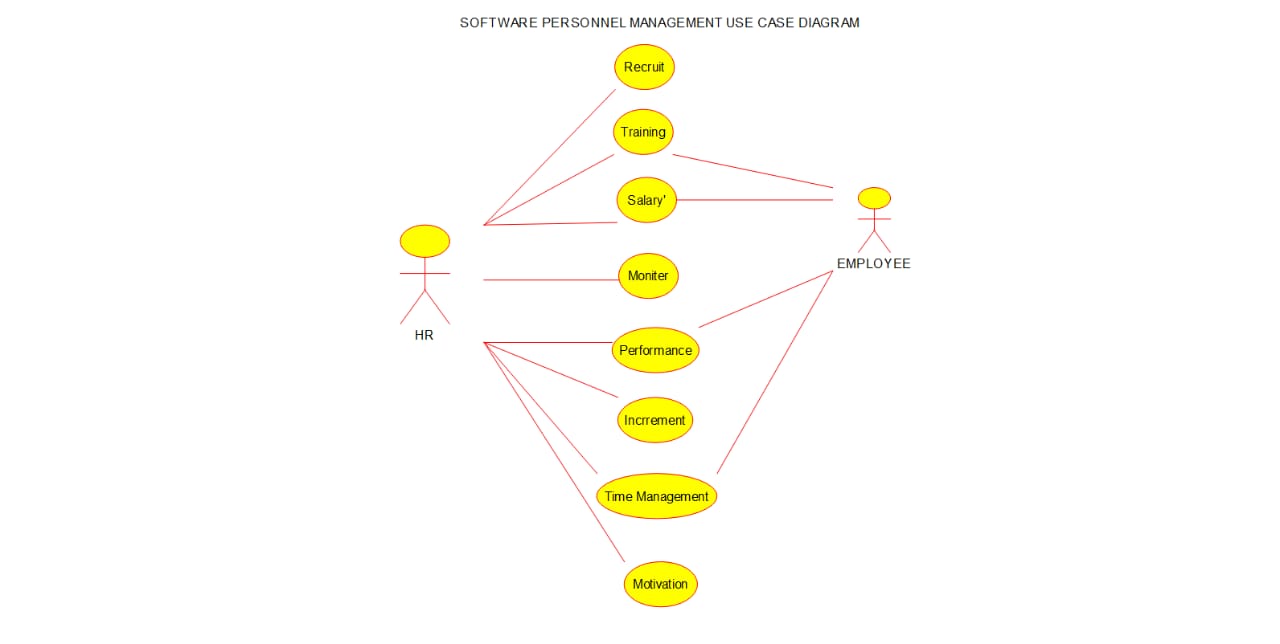 SOFTWARE PERSONNEL MANAGEMENT USE CASE DIAGRAM
Recruit
Training
Salary'
EMPLOYEE
Moniter
HR
Performance
Incrrement
Time Management
Motivation